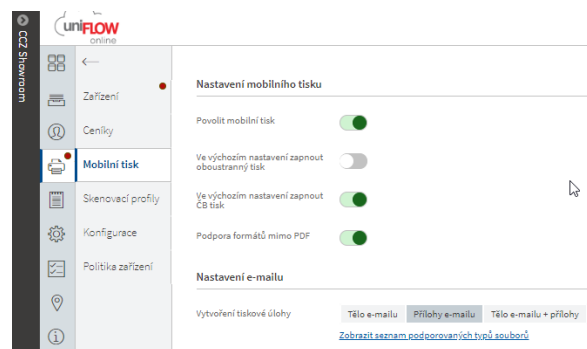 CCZ Showroom
uniFLOW
online
Zařízení
Ceníky
Mobilní tisk
Skenovací profily
Konfigurace
Politika zařízení
Nastavení mobilního tisku
Povolit mobilní tisk
Ve výchozím nastavení zapnout
oboustranný tisk
Ve výchozím nastavení zapnout
ČB tisk
Podpora formátů mimo PDF
Nastavení e-mailu
Vytvoření tiskové úlohy
Tělo e-mailu Přílohy e-mailu Tělo e-mailu + přílohy
Zobrazit seznam podporovaných typů souborů